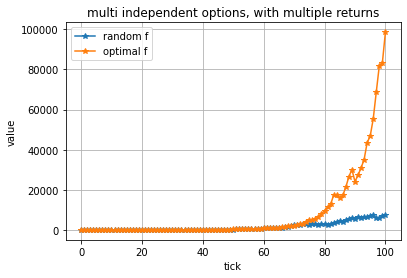 multi independent options, with multiple returns
random f
optimal f
100000
80000
60000
40000
20000
0
value
0 20 40 60 80 100
tick